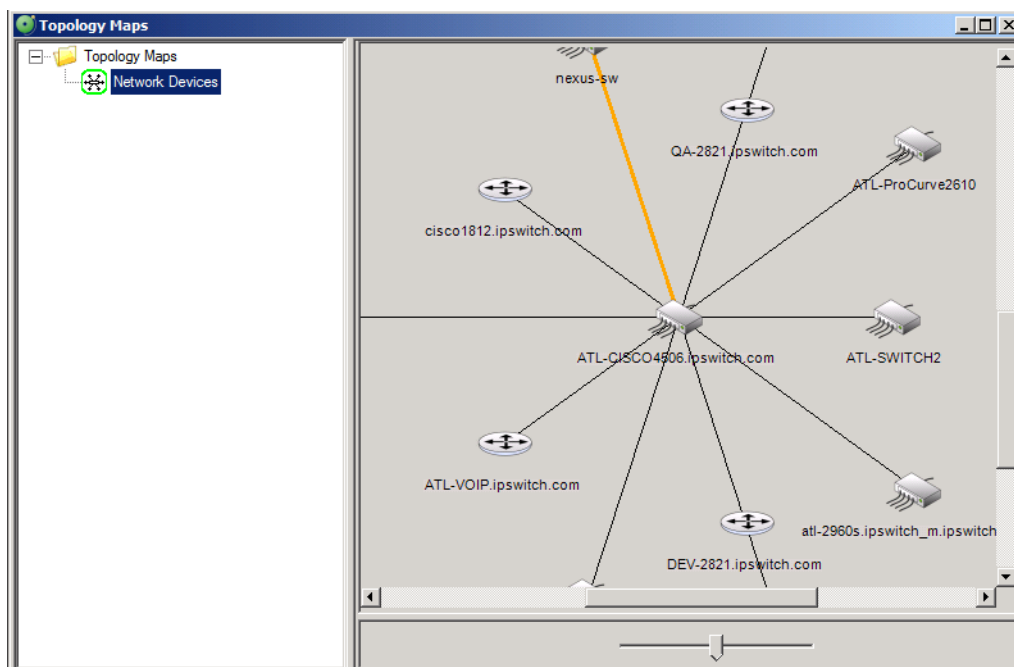 Topology Maps
Topology Maps
Network Devices
nexus-sw
QA-2821.ipswitch.com
ATL-ProCurve2610
cisco1812.ipswitch.com
ATL-CISCO4506.ipswitch.com
ATL-SWITCH2
ATL-VOIP.ipswitch.com
atl-2960s.ipswitch_m.ipswitch
DEV-2821.ipswitch.com